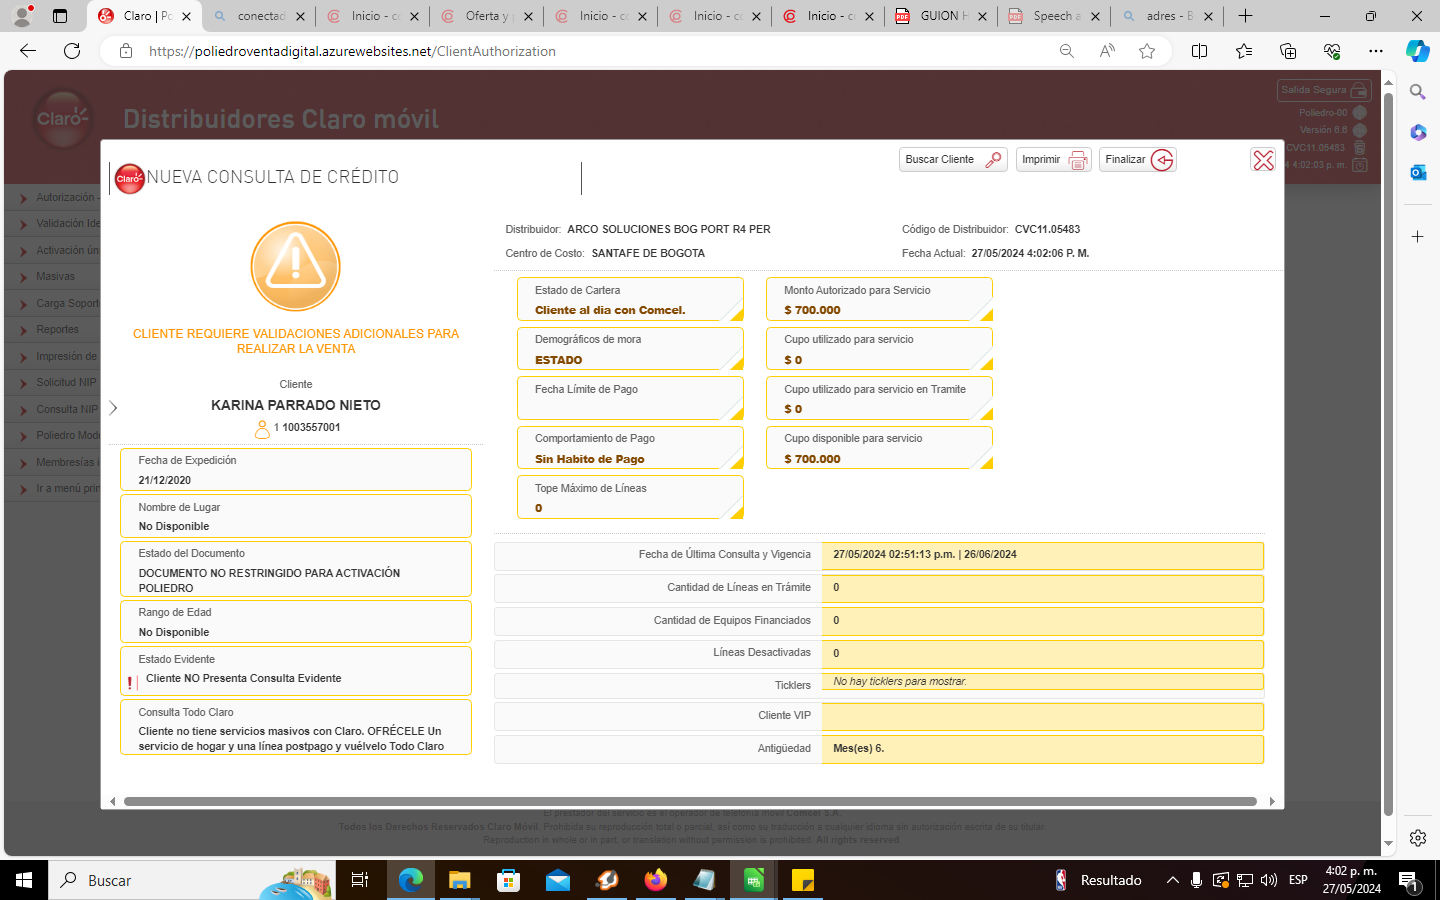 Claro | Po
conectad
Inicio - co
Oferta y
Inicio - co
Inicio - co
Inicio - c
GUION H
Speech a
adres - B
https://poliedroventadigital.azurewebsites.net/ClientAuthorization
Claro
Distribuidores Claro móvil
Salida Segura
Poliedro-00
Versión 6.6
CVC11.05483
4 4:02:03 p. m.
Autorización -
Validación Ide
Activación ún
Masivas
Carga Soport
Reportes
Impresión de
Solicitud NIP
Consulta NIP
Poliedro Mod
Membresías i
Ir a menú prin
Buscar Cliente
Imprimir
Finalizar
Claro
NUEVA CONSULTA DE CRÉDITO
CLIENTE REQUIERE VALIDACIONES ADICIONALES PARA
REALIZAR LA VENTA
Cliente
KARINA PARRADO NIETO
1 1003557001
Fecha de Expedición
21/12/2020
Nombre de Lugar
No Disponible
Estado del Documento
DOCUMENTO NO RESTRINGIDO PARA ACTIVACIÓN
POLIEDRO
Rango de Edad
No Disponible
Estado Evidente
Cliente NO Presenta Consulta Evidente
Consulta Todo Claro
Cliente no tiene servicios masivos con Claro. OFRÉCELE Un
servicio de hogar y una línea postpago y vuélvelo Todo Claro
Distribuidor: ARCO SOLUCIONES BOG PORT R4 PER
Código de Distribuidor: CVC11.05483
Centro de Costo: SANTAFE DE BOGOTA
Fecha Actual: 27/05/2024 4:02:06 P. M.
Estado de Cartera
Cliente al dia con Comcel.
Monto Autorizado para Servicio
$ 700.000
Demográficos de mora
ESTADO
Cupo utilizado para servicio
$ 0
Fecha Límite de Pago
Cupo utilizado para servicio en Tramite
$ 0
Comportamiento de Pago
Sin Habito de Pago
Cupo disponible para servicio
$ 700.000
Tope Máximo de Líneas
0
Fecha de Última Consulta y Vigencia 27/05/2024 02:51:13 p.m. | 26/06/2024
Cantidad de Líneas en Trámite 0
Cantidad de Equipos Financiados 0
Líneas Desactivadas 0
Ticklers No hay ticklers para mostrar.
Cliente VIP
Antigüedad Mes(es) 6.
El prestador del servicio es el operador de telefonía móvil Comcel S.A.
Todos los Derechos Reservados Claro Móvil. Prohibida su reproducción total o parcial, así como su traducción a cualquier idioma sin autorización escrita de su titular.
Reproduction in whole or in part, or translation without permission is prohibited. All rights reserved.
Buscar
Resultado
ESP
4:02 p. m.
27/05/2024
1